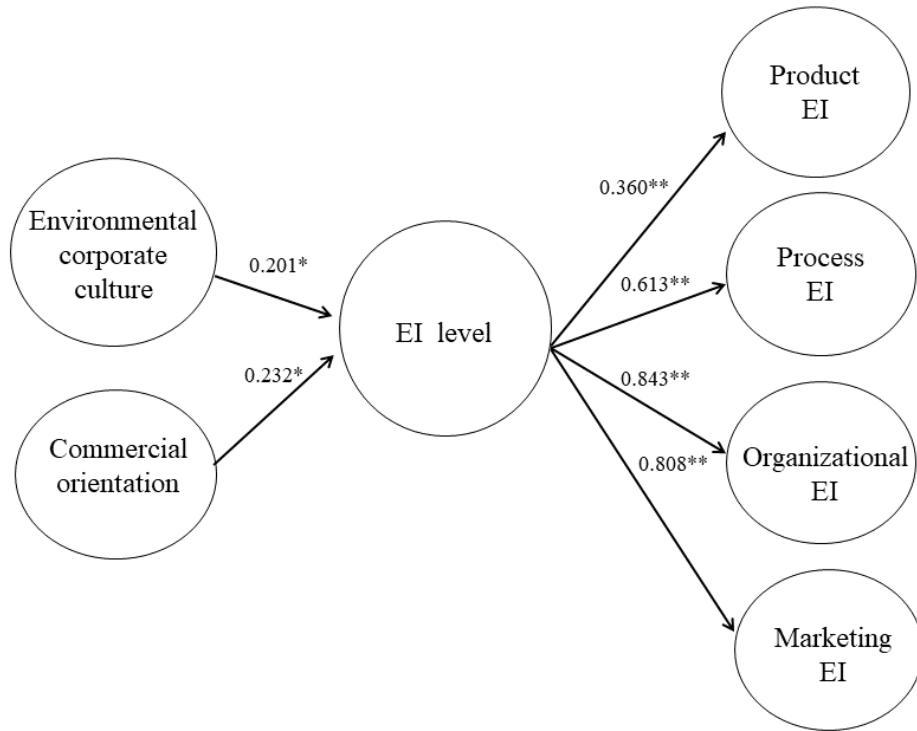 Product
EI
0.360**
Environmental
corporate
culture
0.201*
Process
EI
0.613**
EI level
0.232*
0.843**
Commercial
orientation
Organizational
EI
0.808**
Marketing
EI